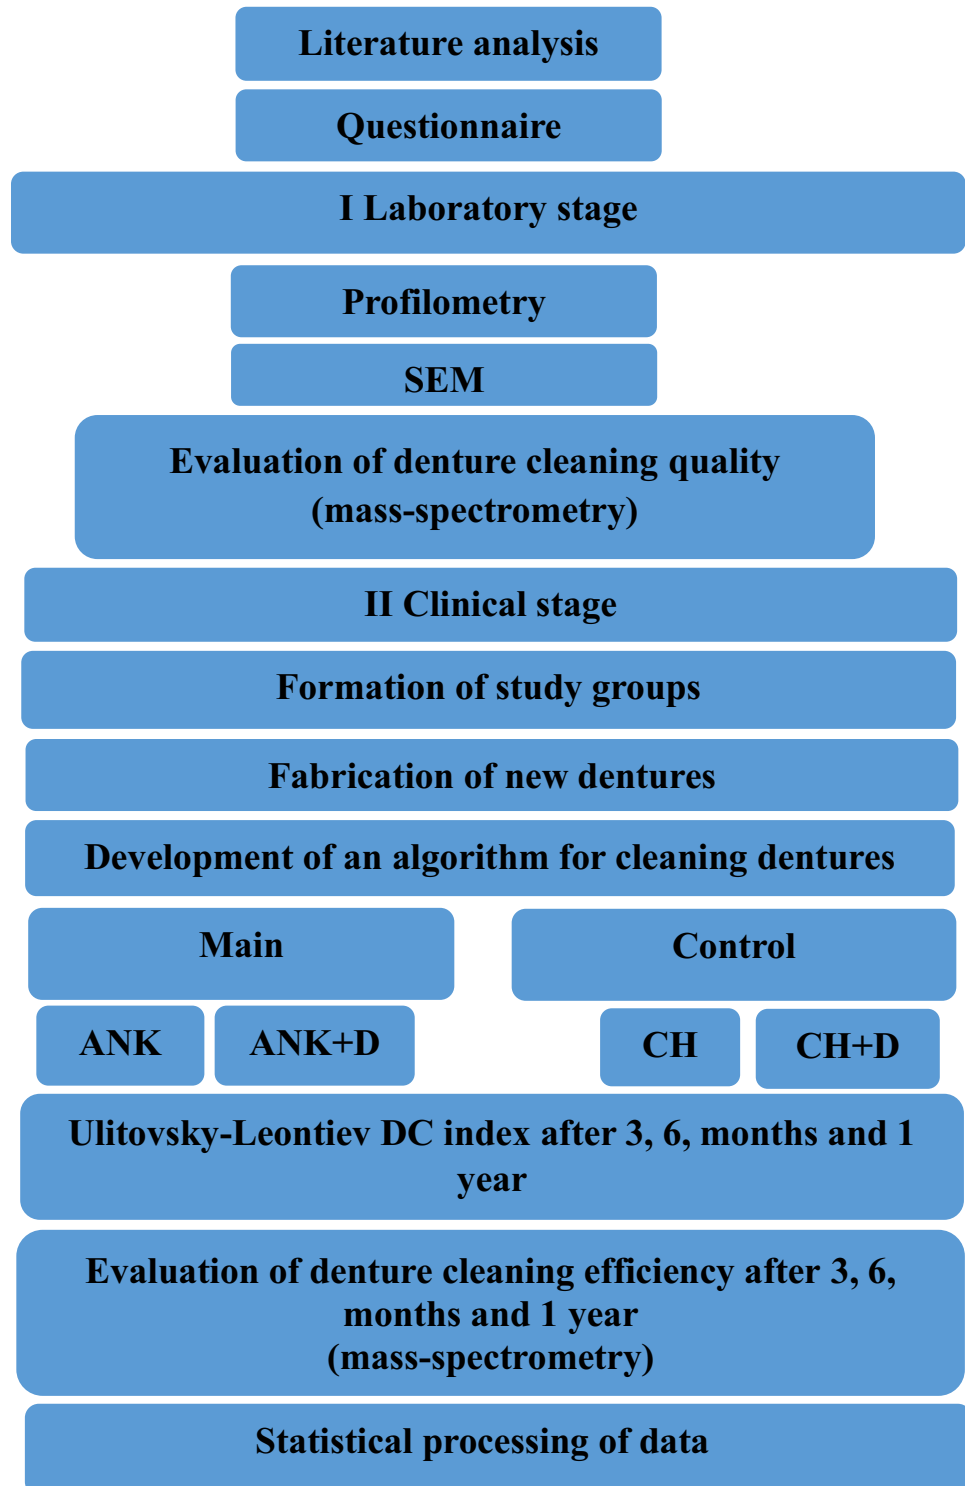 Literature analysis
Questionnaire
I Laboratory stage
Profilometry
SEM
Evaluation of denture cleaning quality
(mass-spectrometry)
II Clinical stage
Formation of study groups
Fabrication of new dentures
Development of an algorithm for cleaning dentures
Main
Control
ANK
ANK+D
CH
CH+D
Ulitovsky-Leontiev DC index after 3, 6, months and 1
year
Evaluation of denture cleaning efficiency after 3, 6,
months and 1 year
(mass-spectrometry)
Statistical processing of data